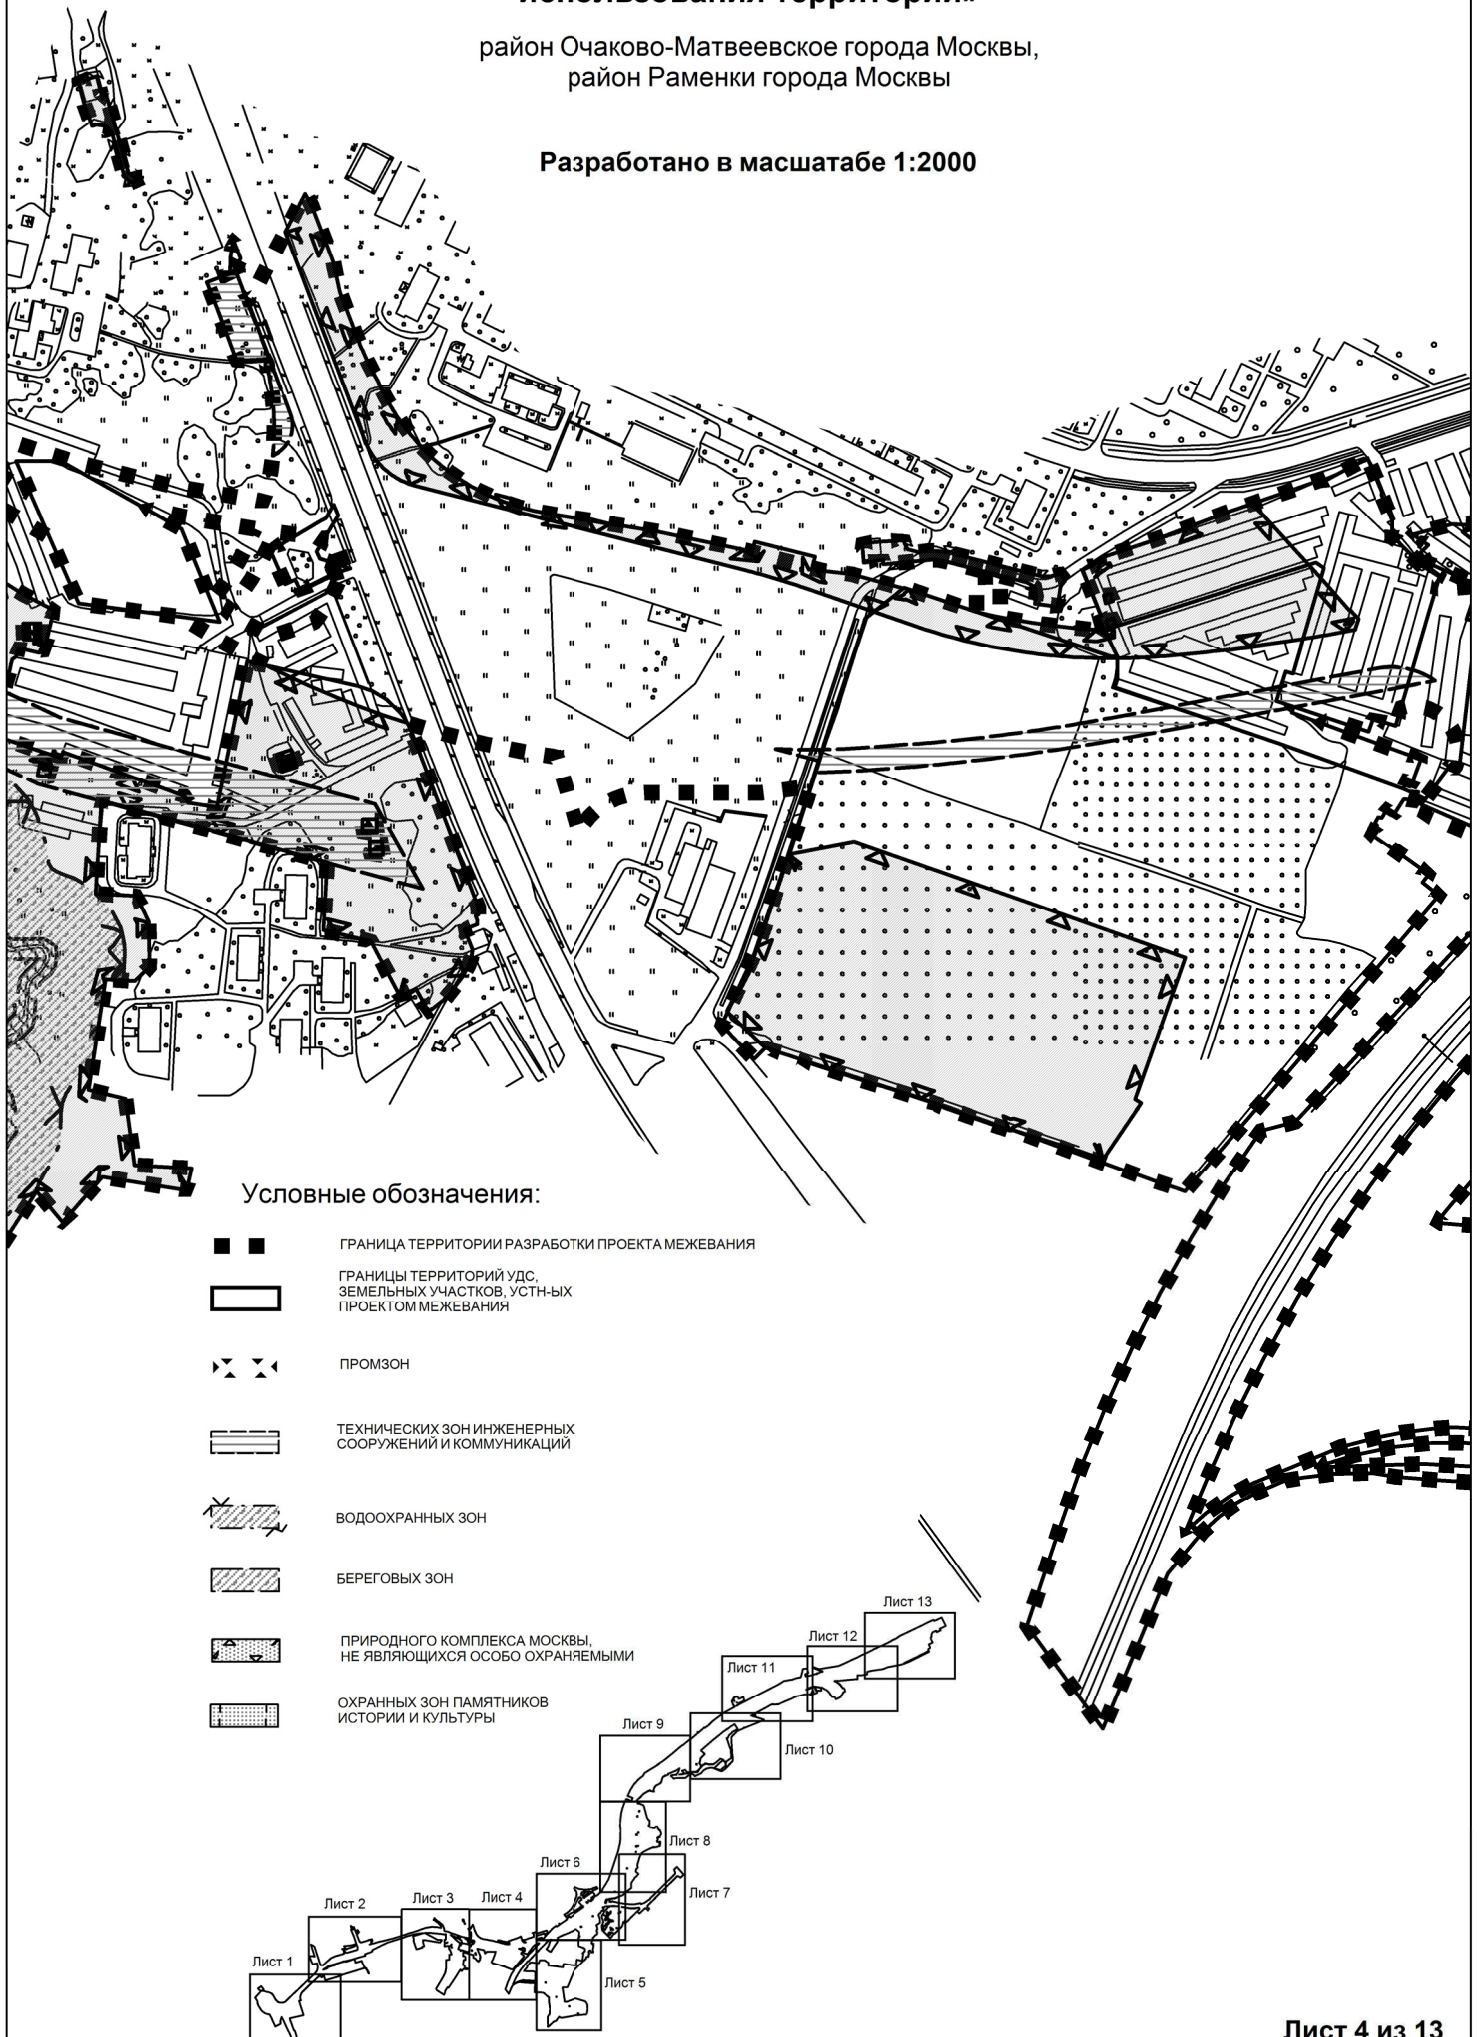 использования территории»
район Очаково-Матвеевское города Москвы,
район Раменки города Москвы
Разработано в масштабе 1:2000
Условные обозначения:
ГРАНИЦА ТЕРРИТОРИИ РАЗРАБОТКИ ПРОЕКТА МЕЖЕВАНИЯ
ГРАНИЦЫ ТЕРРИТОРИЙ УДС,
ЗЕМЕЛЬНЫХ УЧАСТКОВ, УСТН-ЫХ
ПРОЕКТОМ МЕЖЕВАНИЯ
ПРОМЗОН
ТЕХНИЧЕСКИХ ЗОН ИНЖЕНЕРНЫХ
СООРУЖЕНИЙ И КОММУНИКАЦИЙ
ВОДООХРАННЫХ ЗОН
БЕРЕГОВЫХ ЗОН
ПРИРОДНОГО КОМПЛЕКСА МОСКВЫ,
НЕ ЯВЛЯЮЩИХСЯ ОСОБО ОХРАНЯЕМЫМИ
ОХРАННЫХ ЗОН ПАМЯТНИКОВ
ИСТОРИИ И КУЛЬТУРЫ
Лист 13
Лист 12
Лист 11
Лист 9
Лист 10
Лист 8
Лист 6
Лист 7
Лист 3
Лист 4
Лист 2
Лист 1
Лист 5
Лист 4 из 13